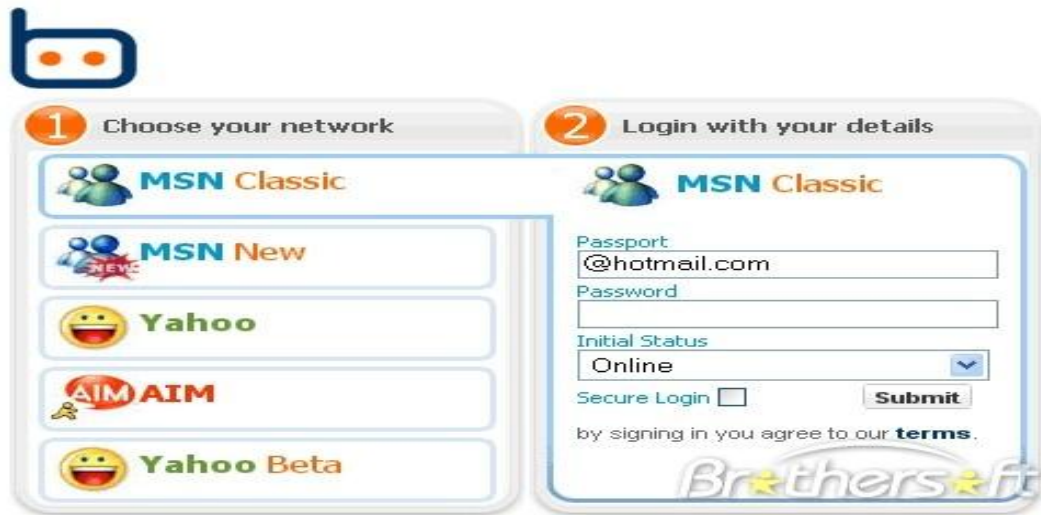 1 Choose your network
MSN Classic
NEW MSN New
Yahoo
AIM AIM
Yahoo Beta
2 Login with your details
MSN Classic
Passport
@hotmail.com
Password
Initial Status
Online
Secure Login Submit
by signing in you agree to our terms.
Brothersoft